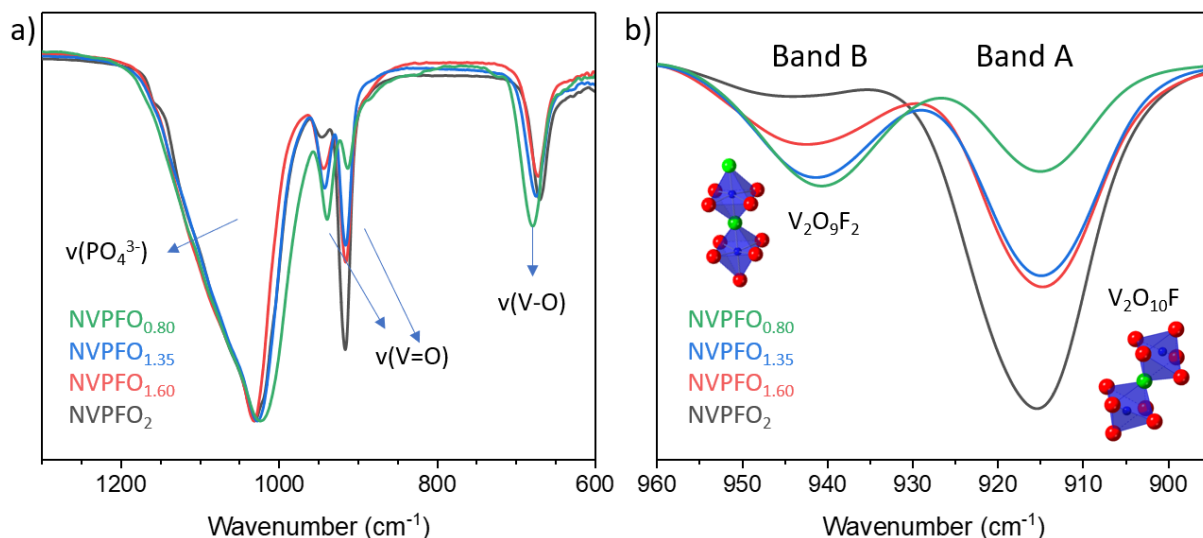 a)
ν(PO₄³⁻)
ν(V=O)
ν(V-O)
NVPFO₀.₈₀
NVPFO₁.₃₅
NVPFO₁.₆₀
NVPFO₂
1200 1000 800 600
Wavenumber (cm⁻¹)
b)
Band B Band A
V₂O₉F₂
V₂O₁₀F
NVPFO₀.₈₀
NVPFO₁.₃₅
NVPFO₁.₆₀
NVPFO₂
960 950 940 930 920 910 900
Wavenumber (cm⁻¹)